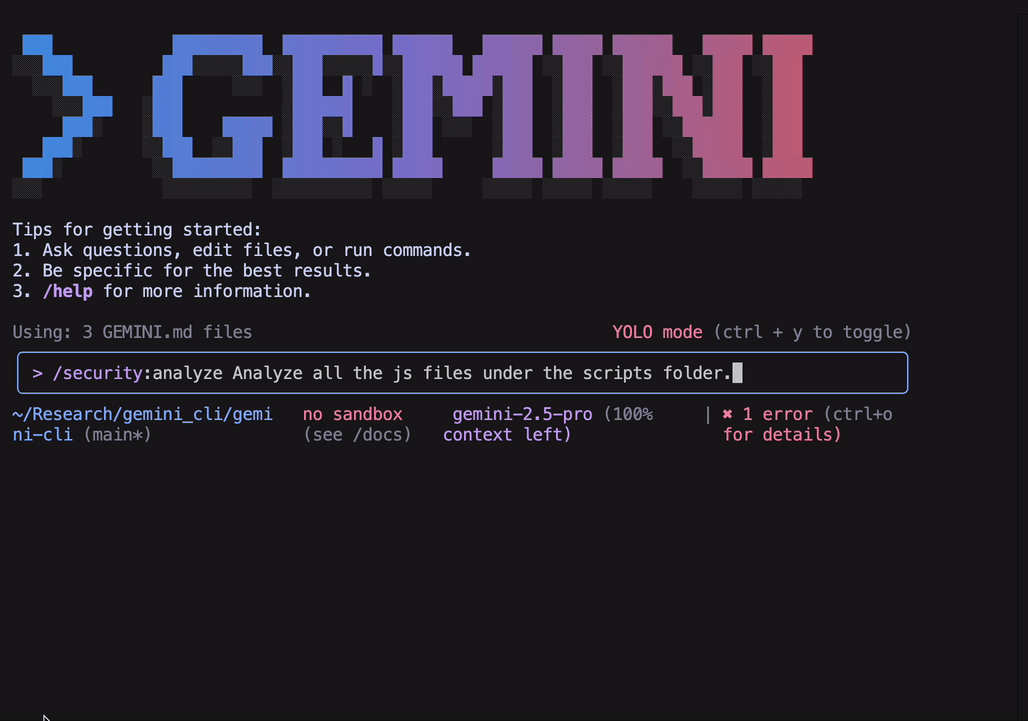 > GEMINI
Tips for getting started:
1. Ask questions, edit files, or run commands.
2. Be specific for the best results.
3. /help for more information.
Using: 3 GEMINI.md files YOLO mode (ctrl + y to toggle)
> /security:analyze Analyze all the js files under the scripts folder.
~/Research/gemini_cli/gemi no sandbox gemini-2.5-pro (100% | ✖ 1 error (ctrl+o
ni-cli (main*) (see /docs) context left) for details)